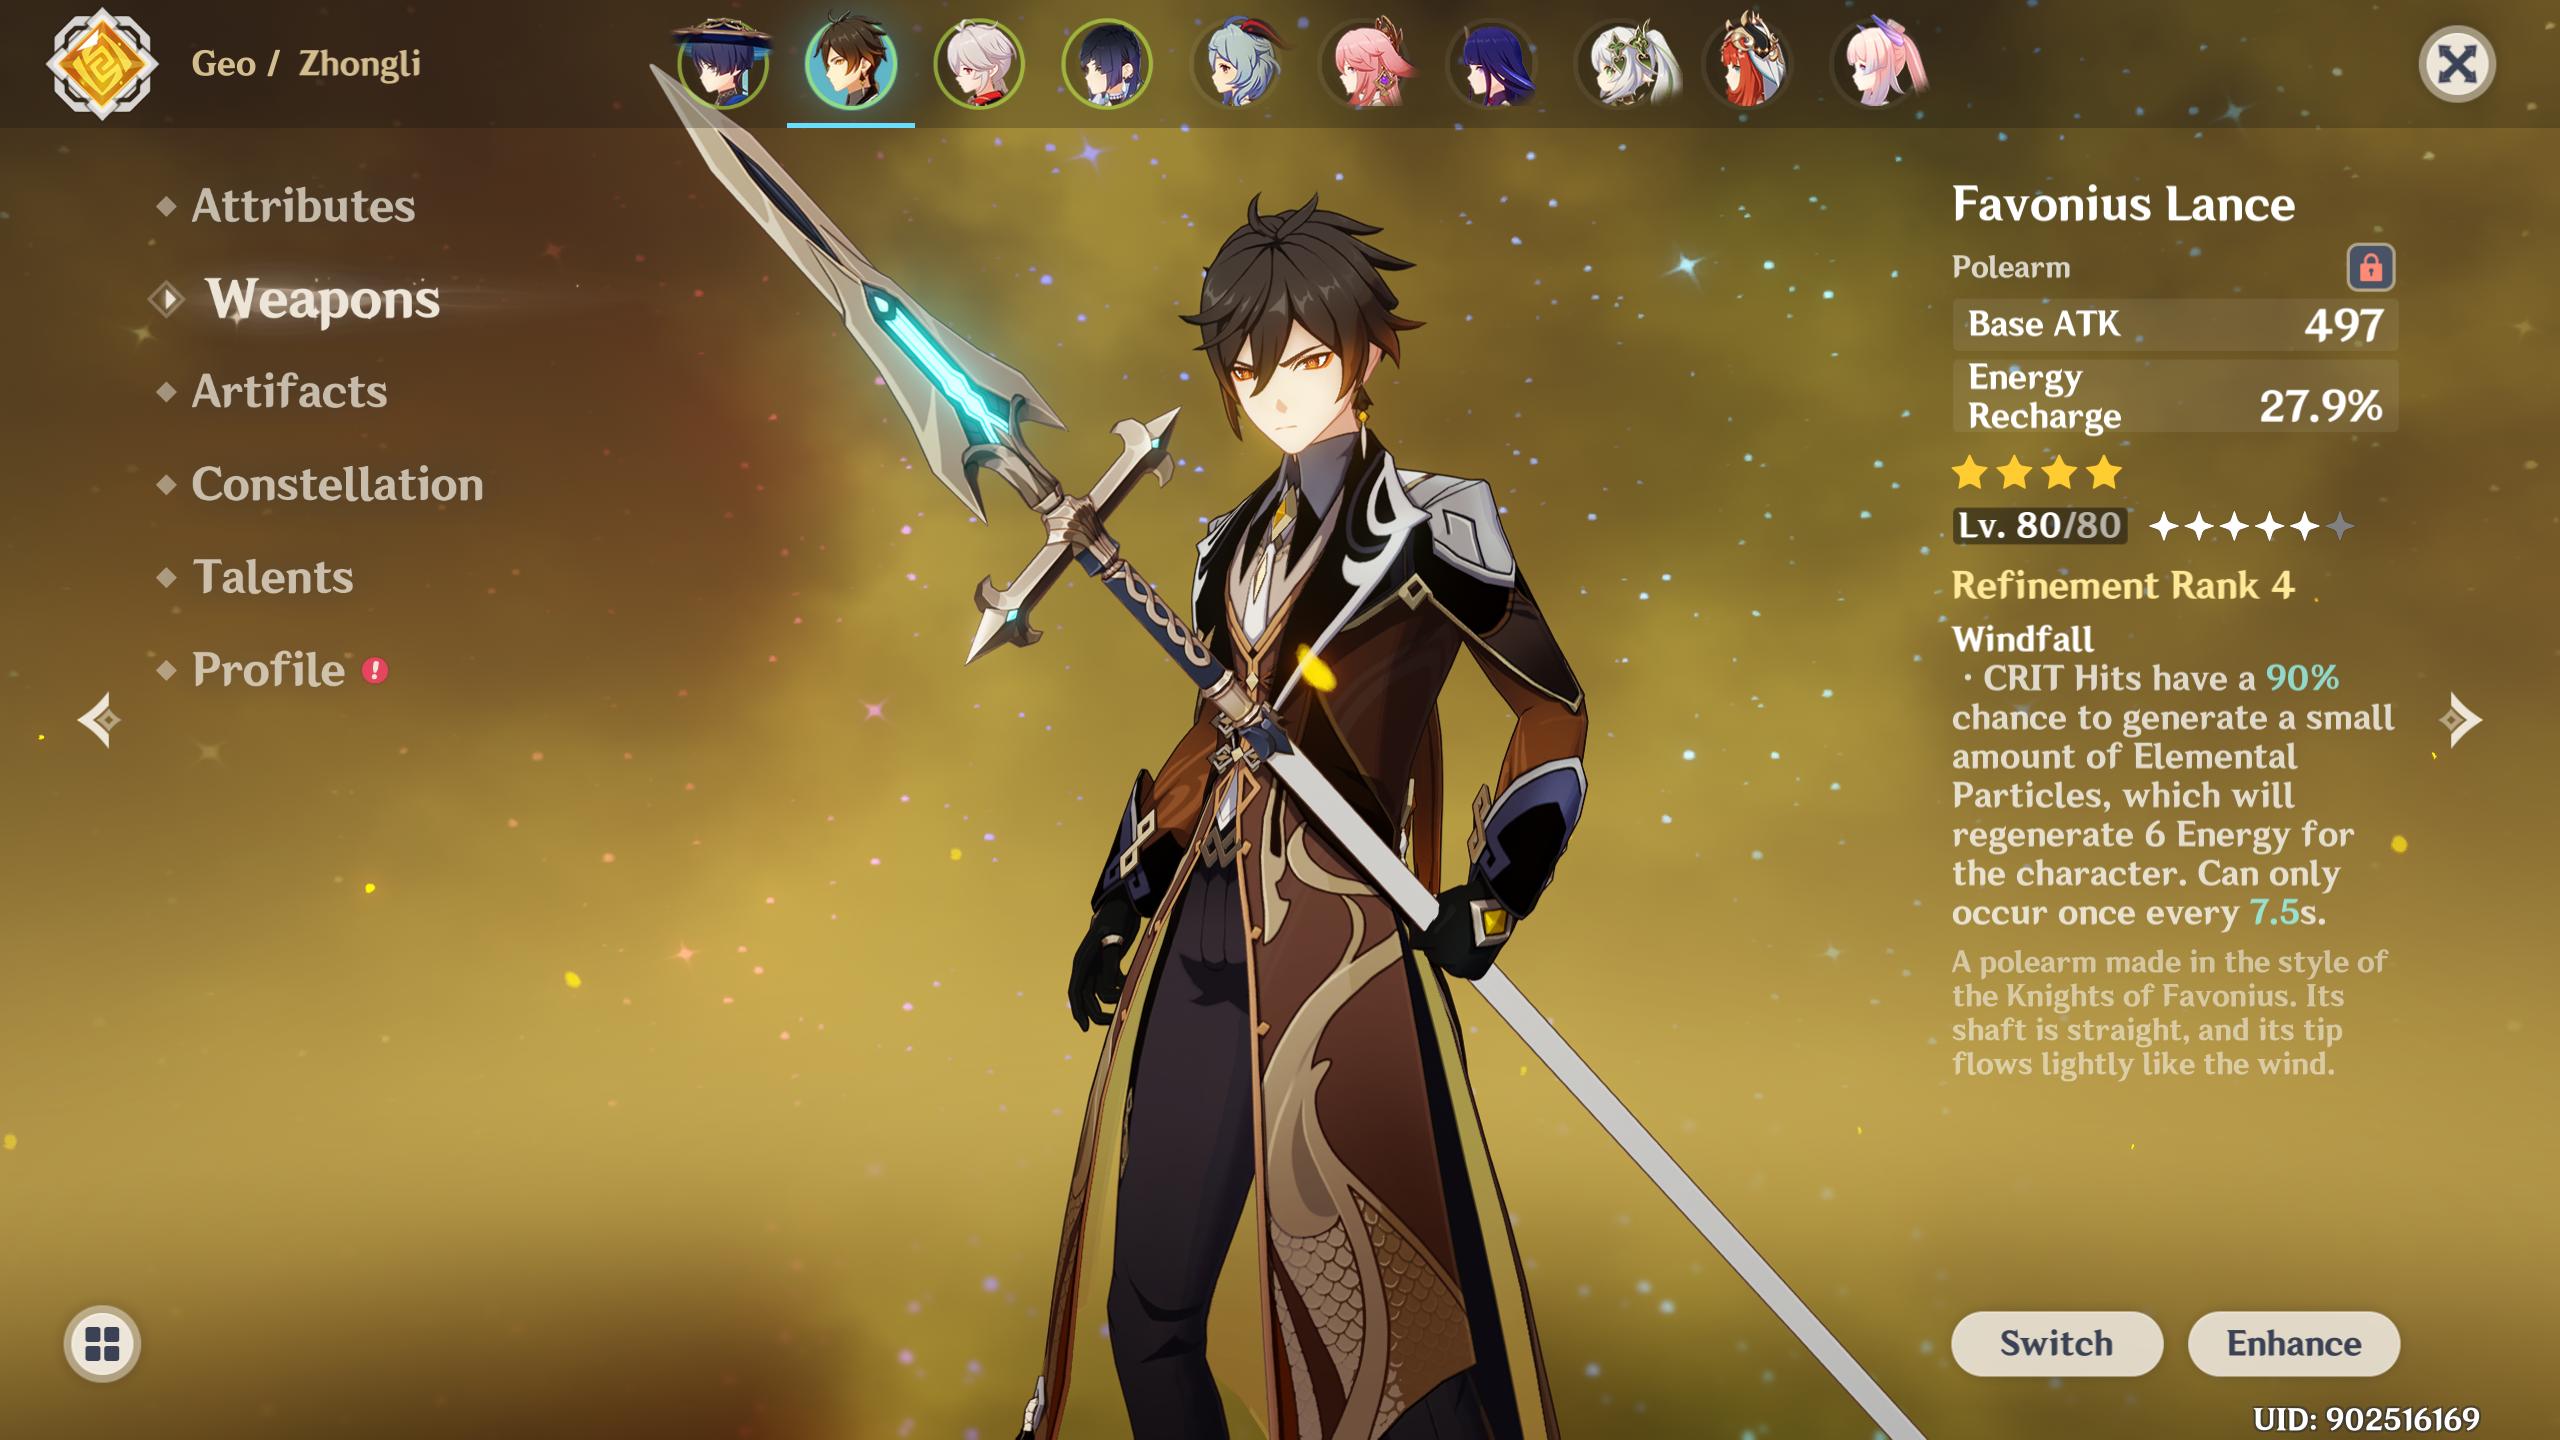 Geo / Zhongli
Attributes
Weapons
Artifacts
Constellation
Talents
Profile
Favonius Lance
Polearm
Base ATK 497
Energy
Recharge 27.9%
Lv. 80/80
Refinement Rank 4
Windfall
· CRIT Hits have a 90%
chance to generate a small
amount of Elemental
Particles, which will
regenerate 6 Energy for
the character. Can only
occur once every 7.5s.
A polearm made in the style of
the Knights of Favonius. Its
shaft is straight, and its tip
flows lightly like the wind.
Switch
Enhance
UID: 902516169